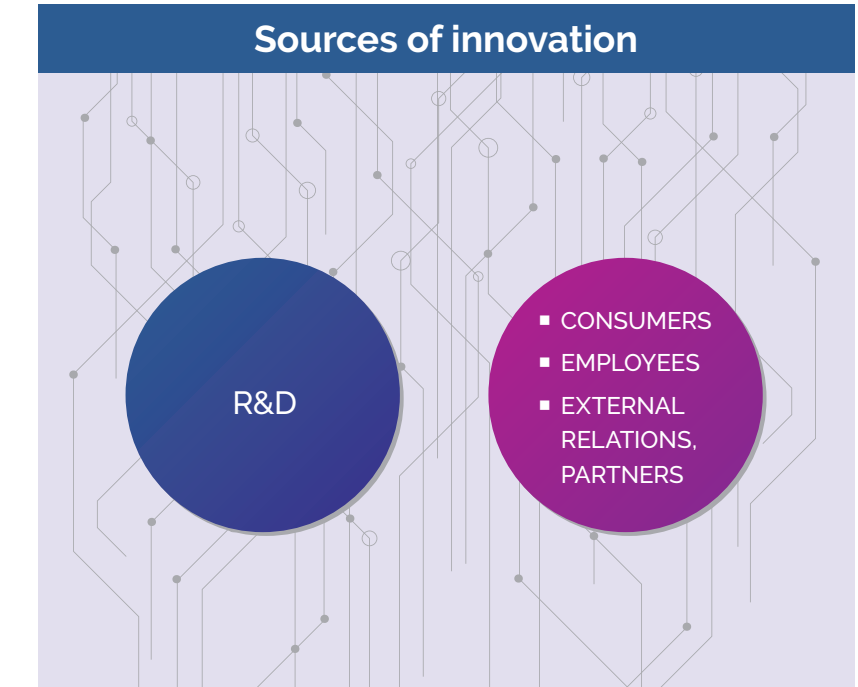 Sources of innovation
R&D
▪ CONSUMERS
▪ EMPLOYEES
▪ EXTERNAL
RELATIONS,
PARTNERS